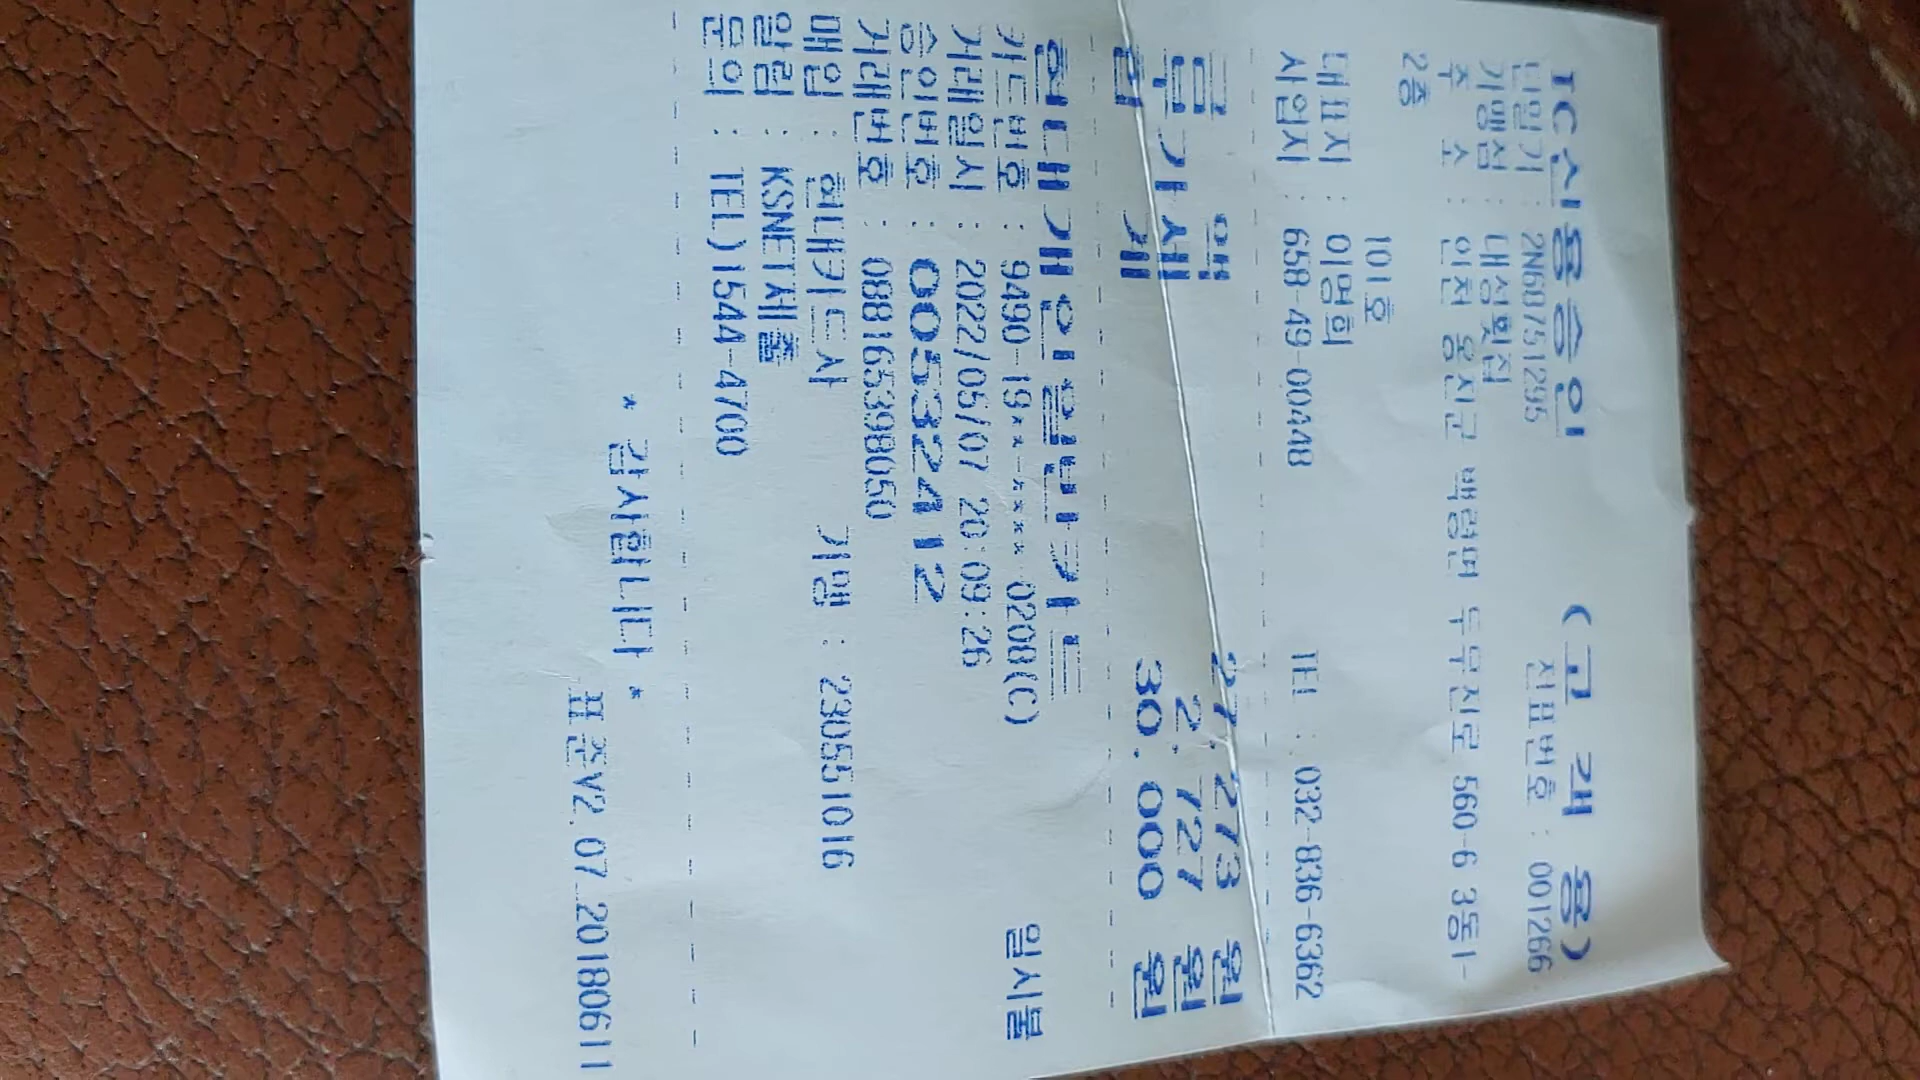 IC신용승인 (고 객 용)
단말기 : 2N68751295 전표번호 : 001266
가맹점 : 대성횟집
주 소 : 인천 옹진군 백령면 두무진로 560-6 3동1-
2층
101호
대표자 : 이명희
사업자 : 658-49-00448 TEL : 032-836-6362
금 액 27,273 원
부가세 2,727 원
합 계 30,000 원
현대개인일반카드
카드번호 : 9490-19**-****-0200(C) 일시불
거래일시 : 2022/05/07 20:09:26
승인번호 : 00532412
거래번호 : 088165398050
매입 : 현대카드사 가맹 : 230551016
알림 : KSNET제출
문의 : TEL)1544-4700
* 감사합니다 *
표준V2.07_20180611